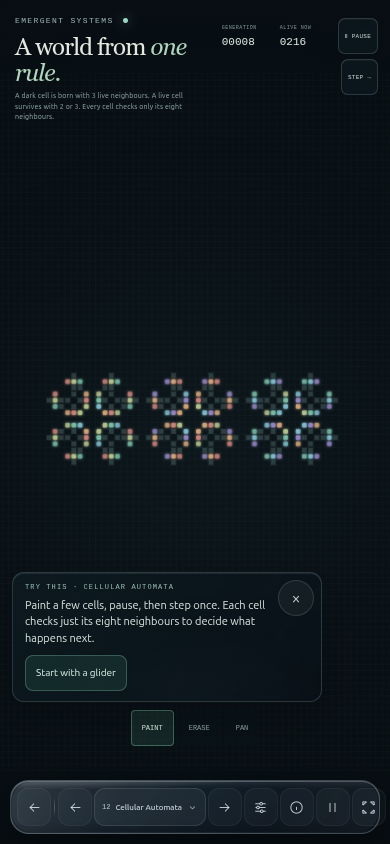 EMERGENT SYSTEMS
A world from one
rule.
A dark cell is born with 3 live neighbours. A live cell
survives with 2 or 3. Every cell checks only its eight
neighbours.
GENERATION
00008
ALIVE NOW
0216
PAUSE
STEP →
TRY THIS · CELLULAR AUTOMATA
Paint a few cells, pause, then step once. Each cell
checks just its eight neighbours to decide what
happens next.
×
Start with a glider
PAINT ERASE PAN
12 Cellular Automata